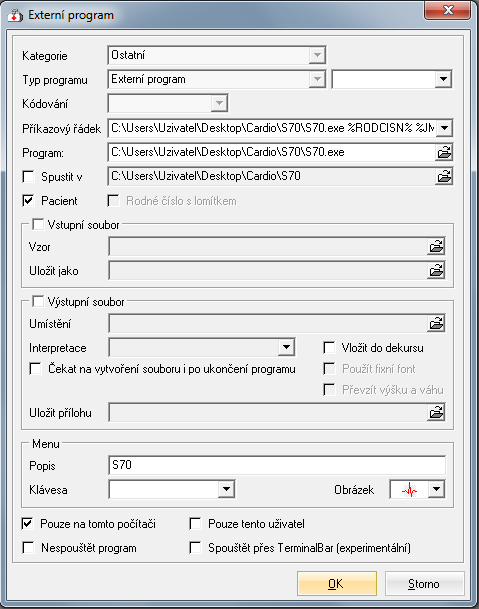 Externí program
Kategorie Ostatní
Typ programu Externí program
Kódování
Příkazový řádek C:\Users\Uzivatel\Desktop\Cardio\S70\S70.exe %RODCISN% %JM
Program: C:\Users\Uzivatel\Desktop\Cardio\S70\S70.exe
Spustit v C:\Users\Uzivatel\Desktop\Cardio\S70
Pacient Rodné číslo s lomítkem
Vstupní soubor
Vzor
Uložit jako
Výstupní soubor
Umístění
Interpretace Vložit do dekursu
Čekat na vytvoření souboru i po ukončení programu Použít fixní font
Převzít výšku a váhu
Uložit přílohu
Menu
Popis S70
Klávesa Obrázek
Pouze na tomto počítači Pouze tento uživatel
Nespouštět program Spouštět přes TerminalBar (experimentální)
OK Storno